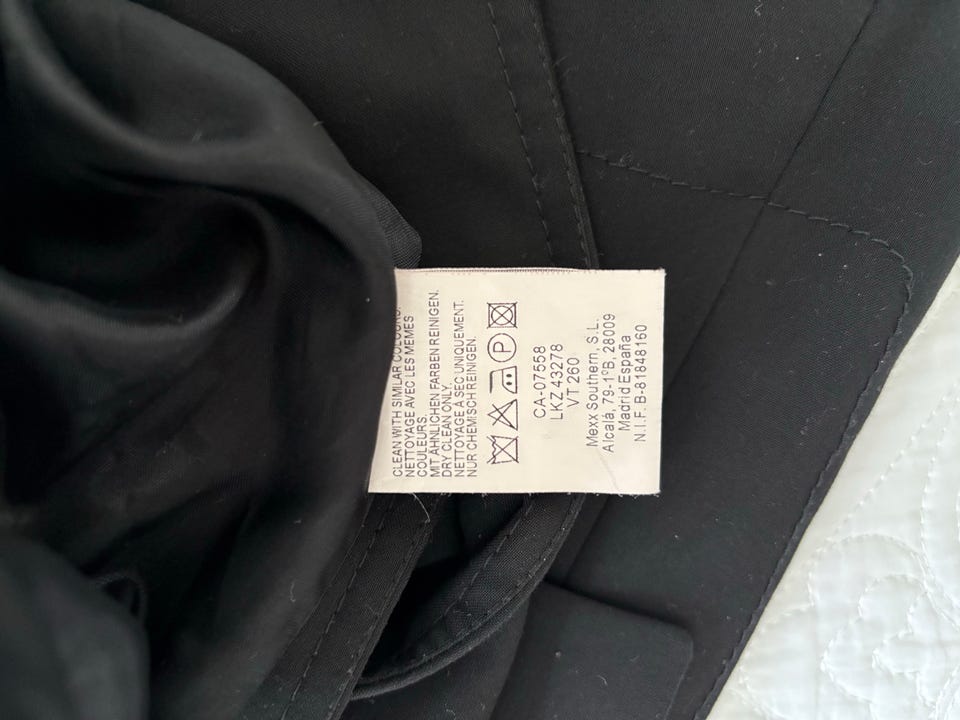 CLEAN WITH SIMILAR COLOURS.
NETTOYAGE AVEC LES MEMES
COULEURS.
MIT ÄHNLICHEN FARBEN REINIGEN.
DRY CLEAN ONLY.
NETTOYAGE À SEC UNIQUEMENT.
NUR CHEMISCH REINIGEN.
P
CA-07558
LKZ 43278
VT 260
Mexx Southern, S.L.
Alcalá, 79-1ºB, 28009
Madrid España
N.I.F. B-81848160